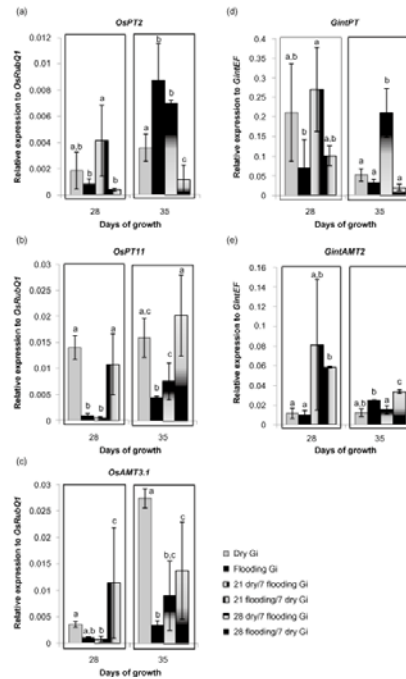 (a)
OsPT2
Relative expression to OsRubQ1
0.012
0.01
0.008
0.006
0.004
0.002
0
a,b
b
a
b
a
b
b
c
28
35
Days of growth
(b)
OsPT11
Relative expression to OsRubQ1
0.03
0.025
0.02
0.015
0.01
0.005
0
a
b
b
a
a,c
b
b
a
28
35
Days of growth
(c)
OsAMT3.1
Relative expression to OsRubQ1
0.03
0.025
0.02
0.015
0.01
0.005
0
a
a,b
b
c
a
b
b,c
c
28
35
Days of growth
(d)
GintPT
Relative expression to GintEF
0.4
0.35
0.3
0.25
0.2
0.15
0.1
0.05
0
a,b
b
a
a,b
a
a
b
a
28
35
Days of growth
(e)
GintAMT2
Relative expression to GintEF
0.16
0.14
0.12
0.1
0.08
0.06
0.04
0.02
0
a
a
a,b
b
a,b
b
a
c
28
35
Days of growth
Dry Gi
Flooding Gi
21 dry/7 flooding Gi
21 flooding/7 dry Gi
28 dry/7 flooding Gi
28 flooding/7 dry Gi